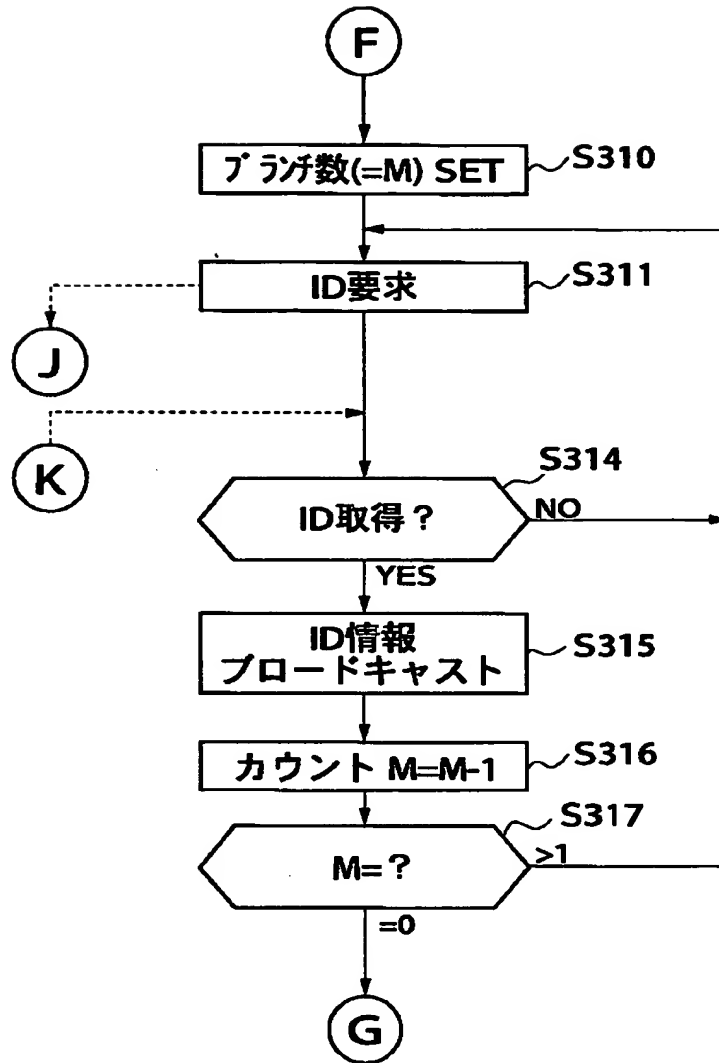 F
ブランチ数(=M) SET
S310
ID要求
S311
J
K
S314
ID取得？
NO
YES
ID情報
ブロードキャスト
S315
カウント M=M-1
S316
S317
M=？
>1
=0
G